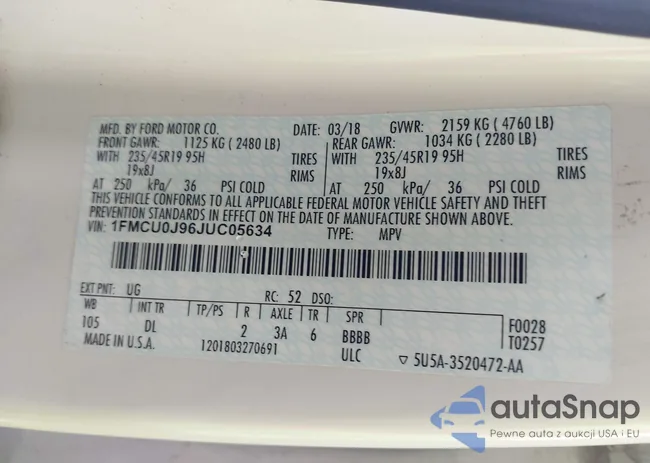 MFD. BY FORD MOTOR CO. DATE: 03/18 GVWR: 2159 KG ( 4760 LB)
FRONT GAWR: 1125 KG ( 2480 LB) REAR GAWR: 1034 KG ( 2280 LB)
WITH 235/45R19 95H TIRES WITH 235/45R19 95H TIRES
19x8J RIMS 19x8J RIMS
AT 250 kPa/ 36 PSI COLD AT 250 kPa/ 36 PSI COLD
THIS VEHICLE CONFORMS TO ALL APPLICABLE FEDERAL MOTOR VEHICLE SAFETY AND THEFT
PREVENTION STANDARDS IN EFFECT ON THE DATE OF MANUFACTURE SHOWN ABOVE.
VIN: 1FMCU0J96JUC05634 TYPE: MPV
EXT PNT: UG RC: 52 DSO:
WB INT TR TP/PS R AXLE TR SPR
105 DL 2 3A 6 BBBB F0028
MADE IN U.S.A. 1201803270691 ULC T0257
▽ 5U5A-3520472-AA
autoSnap
Pewne auta z aukcji USA i EU